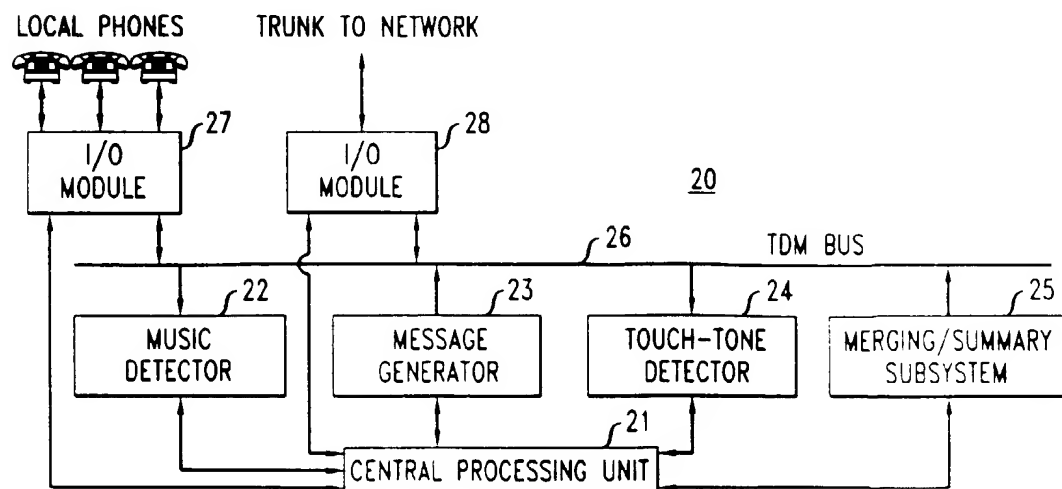 LOCAL PHONES
TRUNK TO NETWORK
27
28
I/O
MODULE
I/O
MODULE
20
26
TDM BUS
22
23
24
25
MUSIC
DETECTOR
MESSAGE
GENERATOR
TOUCH-TONE
DETECTOR
MERGING/SUMMARY
SUBSYSTEM
21
CENTRAL PROCESSING UNIT